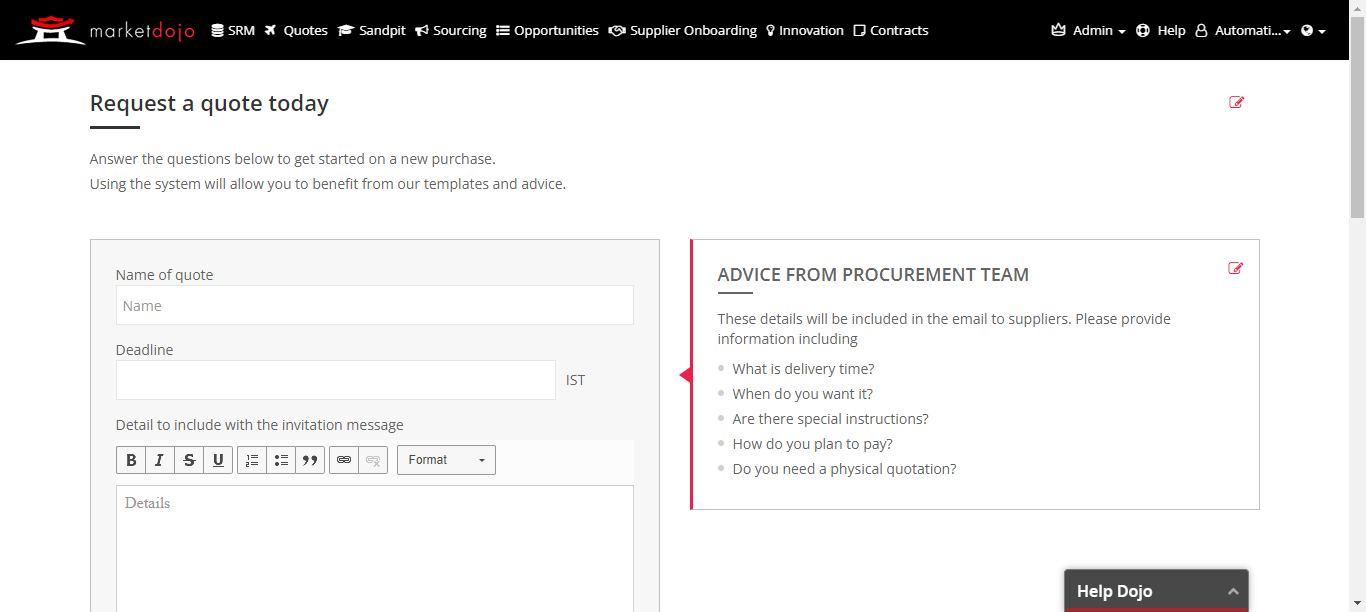 marketdojo SRM Quotes Sandpit Sourcing Opportunities Supplier Onboarding Innovation Contracts Admin Help Automati...
Request a quote today
Answer the questions below to get started on a new purchase.
Using the system will allow you to benefit from our templates and advice.
Name of quote
Name
Deadline
IST
Detail to include with the invitation message
B I S U Format
Details
ADVICE FROM PROCUREMENT TEAM
These details will be included in the email to suppliers. Please provide
information including
What is delivery time?
When do you want it?
Are there special instructions?
How do you plan to pay?
Do you need a physical quotation?
Help Dojo